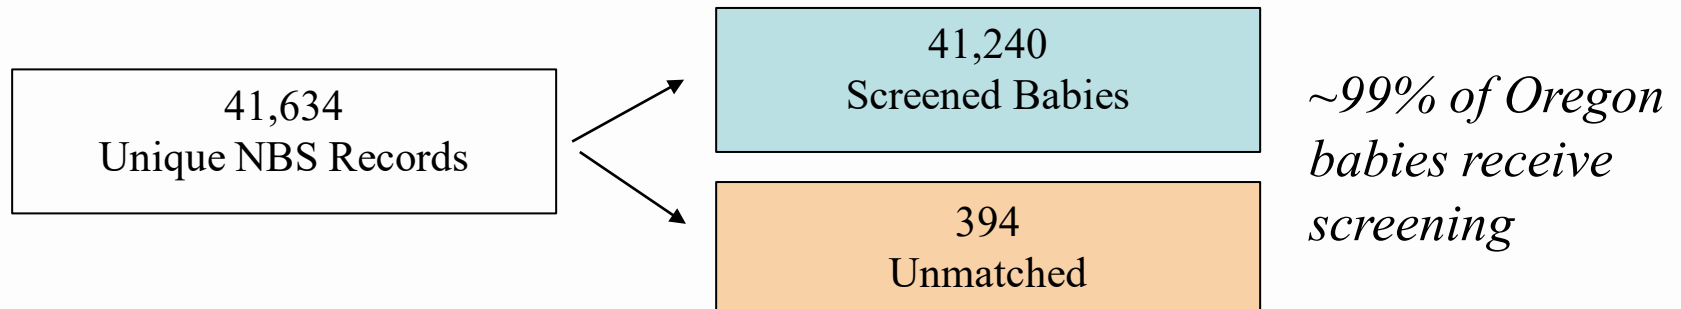 41,634
Unique NBS Records
41,240
Screened Babies
394
Unmatched
~99% of Oregon
babies receive
screening